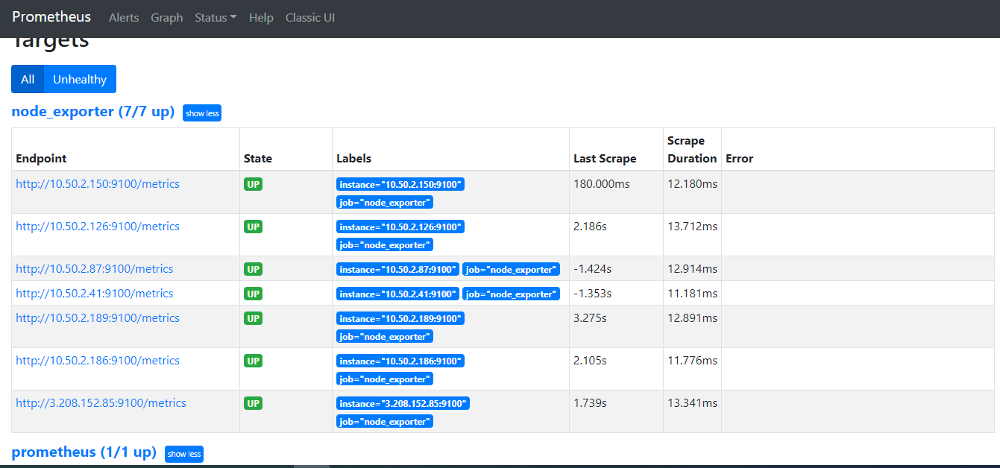 Prometheus Alerts Graph Status Help Classic UI
Targets
All Unhealthy
node_exporter (7/7 up) show less
Endpoint State Labels Last Scrape Scrape Duration Error
http://10.50.2.150:9100/metrics UP instance="10.50.2.150:9100" 180.000ms 12.180ms
job="node_exporter"
http://10.50.2.126:9100/metrics UP instance="10.50.2.126:9100" 2.186s 13.712ms
job="node_exporter"
http://10.50.2.87:9100/metrics UP instance="10.50.2.87:9100" job="node_exporter" -1.424s 12.914ms
http://10.50.2.41:9100/metrics UP instance="10.50.2.41:9100" job="node_exporter" -1.353s 11.181ms
http://10.50.2.189:9100/metrics UP instance="10.50.2.189:9100" 3.275s 12.891ms
job="node_exporter"
http://10.50.2.186:9100/metrics UP instance="10.50.2.186:9100" 2.105s 11.776ms
job="node_exporter"
http://3.208.152.85:9100/metrics UP instance="3.208.152.85:9100" 1.739s 13.341ms
job="node_exporter"
prometheus (1/1 up) show less